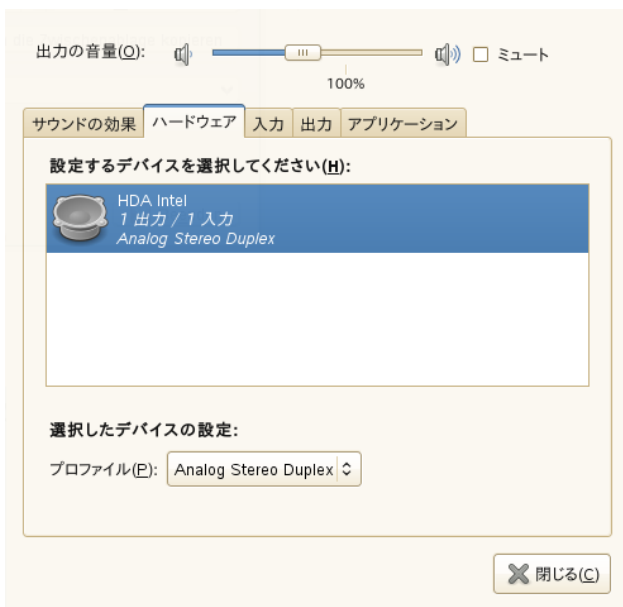 出力の音量(O):
ミュート
100%
サウンドの効果 ハードウェア 入力 出力 アプリケーション
設定するデバイスを選択してください(H):
HDA Intel
1 出力 / 1 入力
Analog Stereo Duplex
選択したデバイスの設定:
プロファイル(P): Analog Stereo Duplex
閉じる(C)